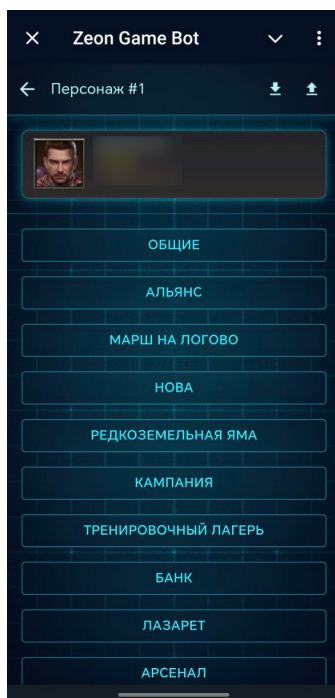 Zeon Game Bot
Персонаж #1
ОБЩИЕ
АЛЬЯНС
МАРШ НА ЛОГОВО
НОВА
РЕДКОЗЕМЕЛЬНАЯ ЯМА
КАМПАНИЯ
ТРЕНИРОВОЧНЫЙ ЛАГЕРЬ
БАНК
ЛАЗАРЕТ
АРСЕНАЛ